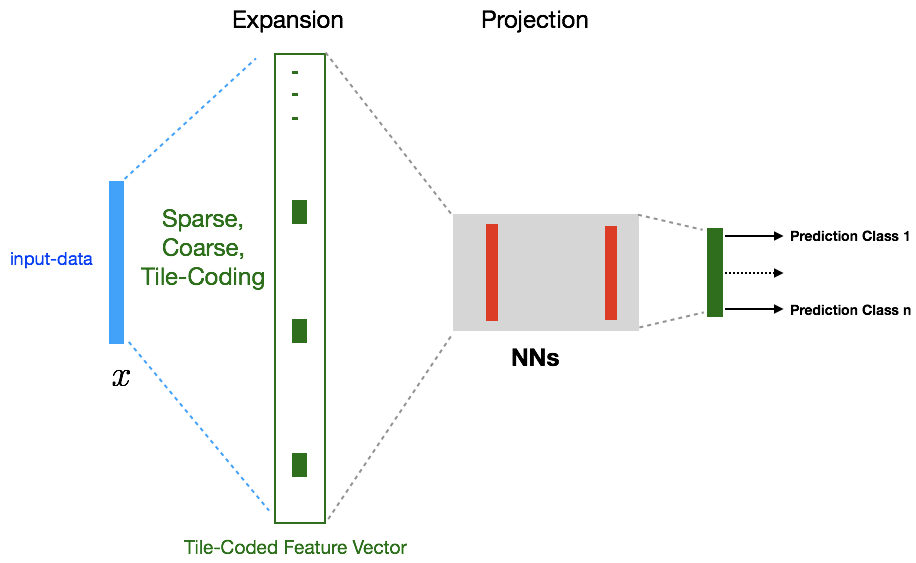 Expansion
Projection
Sparse,
Coarse,
Tile-Coding
input-data
x
NNs
Prediction Class 1
Prediction Class n
Tile-Coded Feature Vector